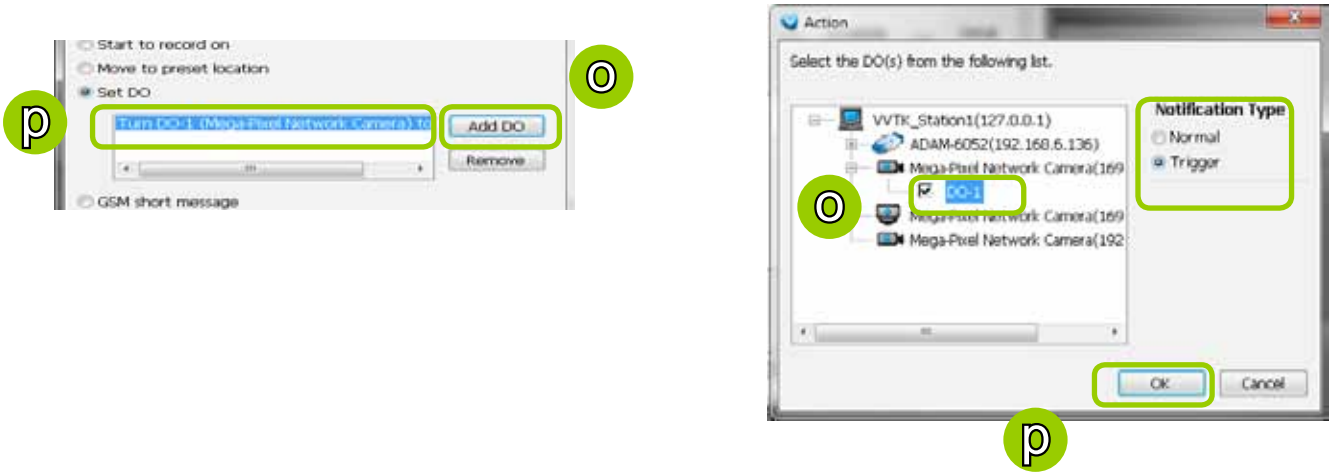 Start to record on
Move to preset location
Set DO
Turn DO-1 (Mega-Pixel Network Camera) to
Add DO
Remove
GSM short message
p
o
Action
Select the DO(s) from the following list.
VVTK_Station1(127.0.0.1)
ADAM-6052(192.168.6.136)
Mega-Pixel Network Camera(169
DO-1
Mega-Pixel Network Camera(169
Mega-Pixel Network Camera(192
Notification Type
Normal
Trigger
o
OK
Cancel
p